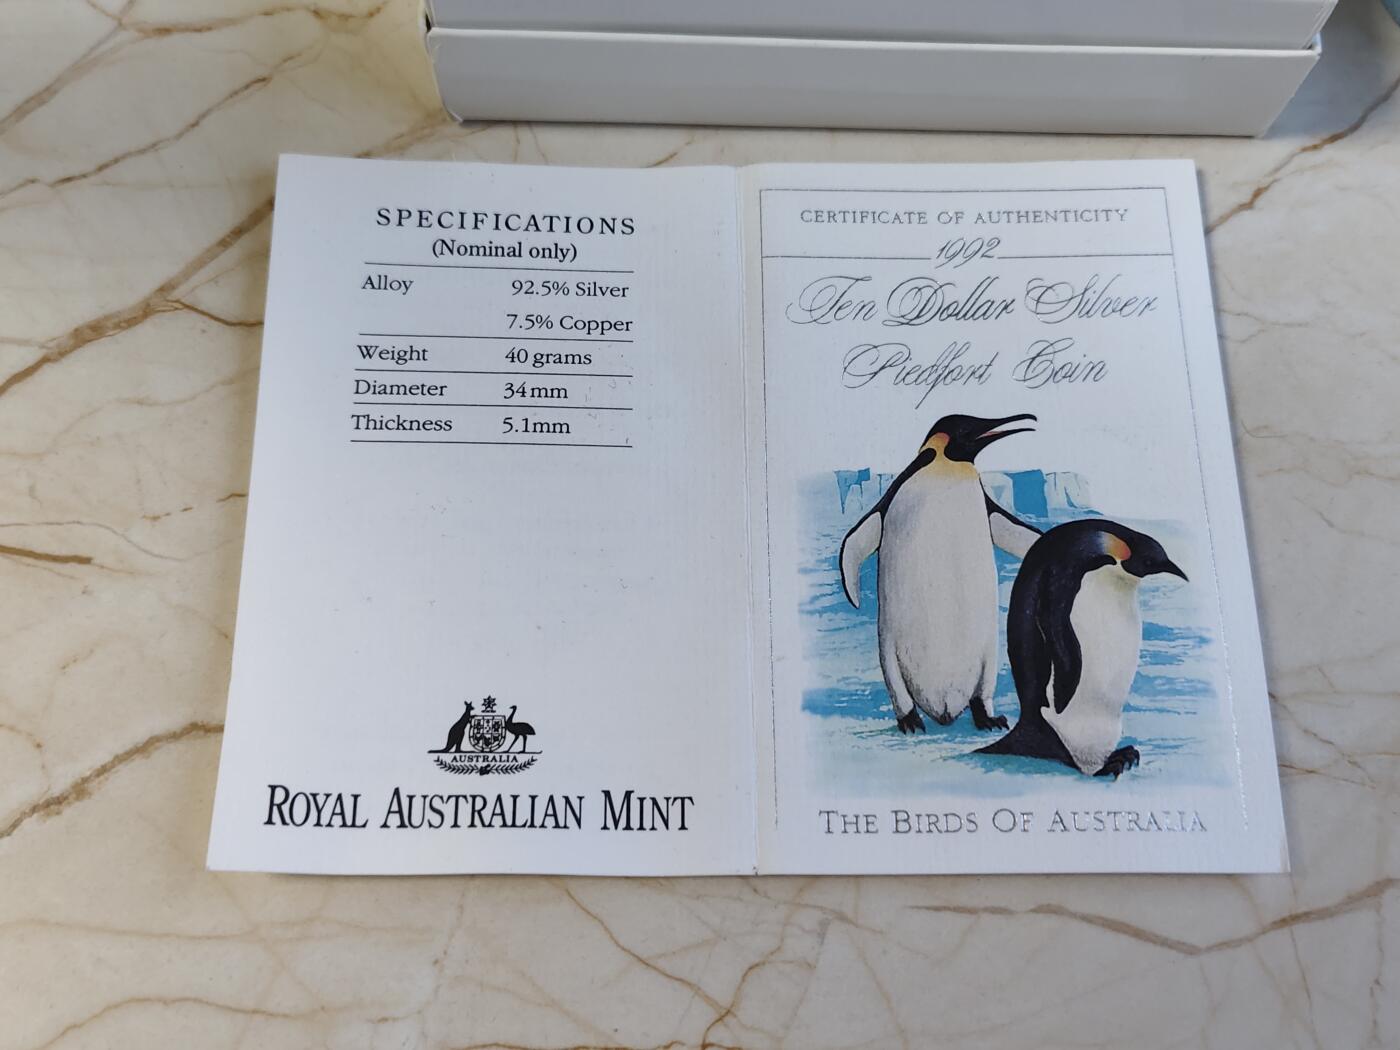 SPECIFICATIONS
(Nominal only)
Alloy 92.5% Silver
7.5% Copper
Weight 40 grams
Diameter 34mm
Thickness 5.1mm
AUSTRALIA
ROYAL AUSTRALIAN MINT
CERTIFICATE OF AUTHENTICITY
1992
Ten Dollar Silver
Piedfort Coin
THE BIRDS OF AUSTRALIA